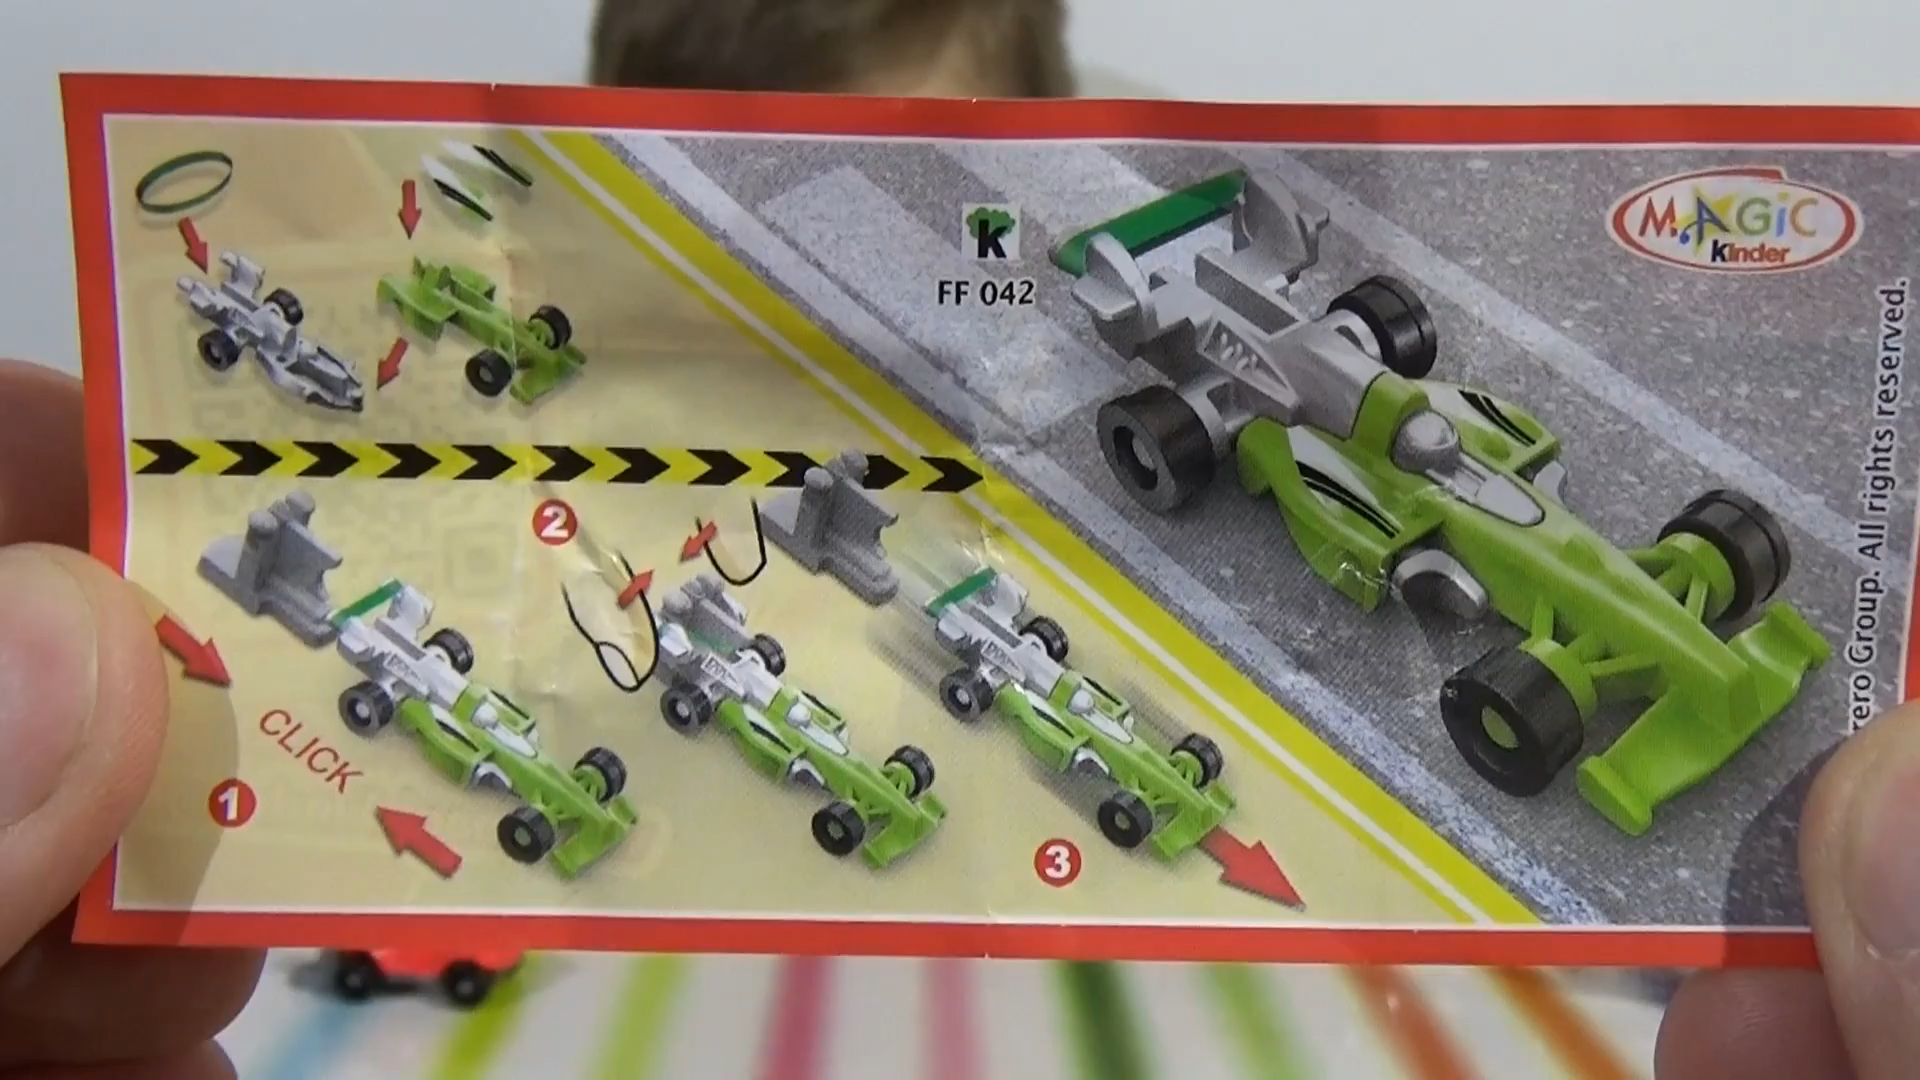 k
FF 042
MAGiC
Kinder
rero Group. All rights reserved.
2
CLICK
1
3